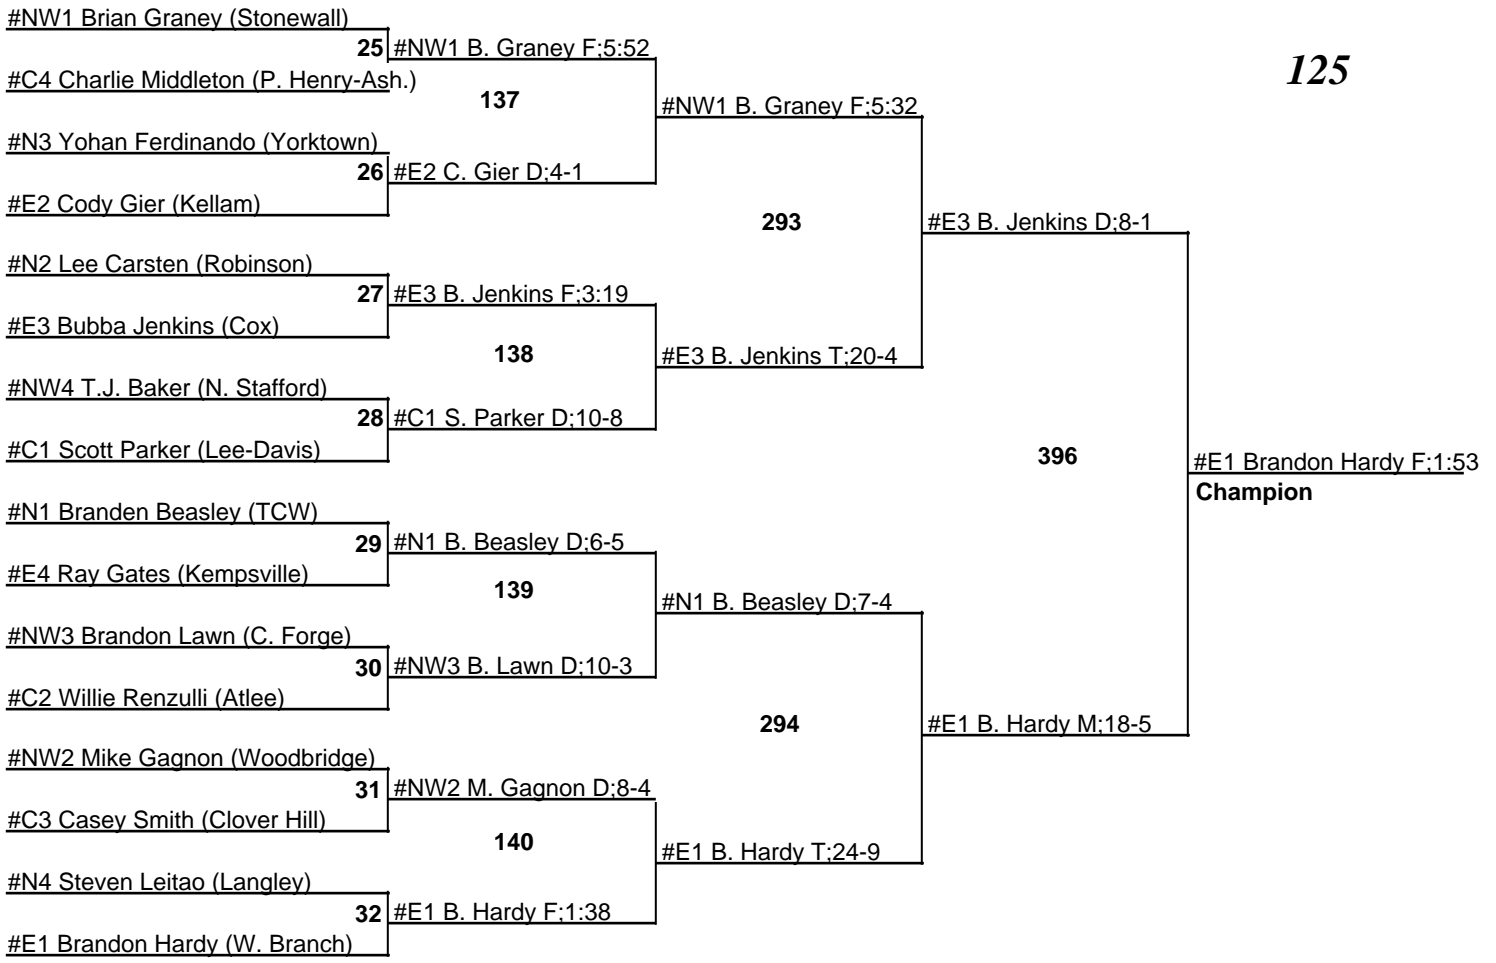 #NW1 Brian Graney (Stonewall)
25 #NW1 B. Graney F;5:52
125
#C4 Charlie Middleton (P. Henry-Ash.)
137
#NW1 B. Graney F;5:32
#N3 Yohan Ferdinando (Yorktown)
26 #E2 C. Gier D;4-1
#E2 Cody Gier (Kellam)
293
#E3 B. Jenkins D;8-1
#N2 Lee Carsten (Robinson)
27 #E3 B. Jenkins F;3:19
#E3 Bubba Jenkins (Cox)
138
#E3 B. Jenkins T;20-4
#NW4 T.J. Baker (N. Stafford)
28 #C1 S. Parker D;10-8
#C1 Scott Parker (Lee-Davis)
396
#E1 Brandon Hardy F;1:53
Champion
#N1 Branden Beasley (TCW)
29 #N1 B. Beasley D;6-5
#E4 Ray Gates (Kempsville)
139
#N1 B. Beasley D;7-4
#NW3 Brandon Lawn (C. Forge)
30 #NW3 B. Lawn D;10-3
#C2 Willie Renzulli (Atlee)
294
#E1 B. Hardy M;18-5
#NW2 Mike Gagnon (Woodbridge)
31 #NW2 M. Gagnon D;8-4
#C3 Casey Smith (Clover Hill)
140
#E1 B. Hardy T;24-9
#N4 Steven Leitao (Langley)
32 #E1 B. Hardy F;1:38
#E1 Brandon Hardy (W. Branch)